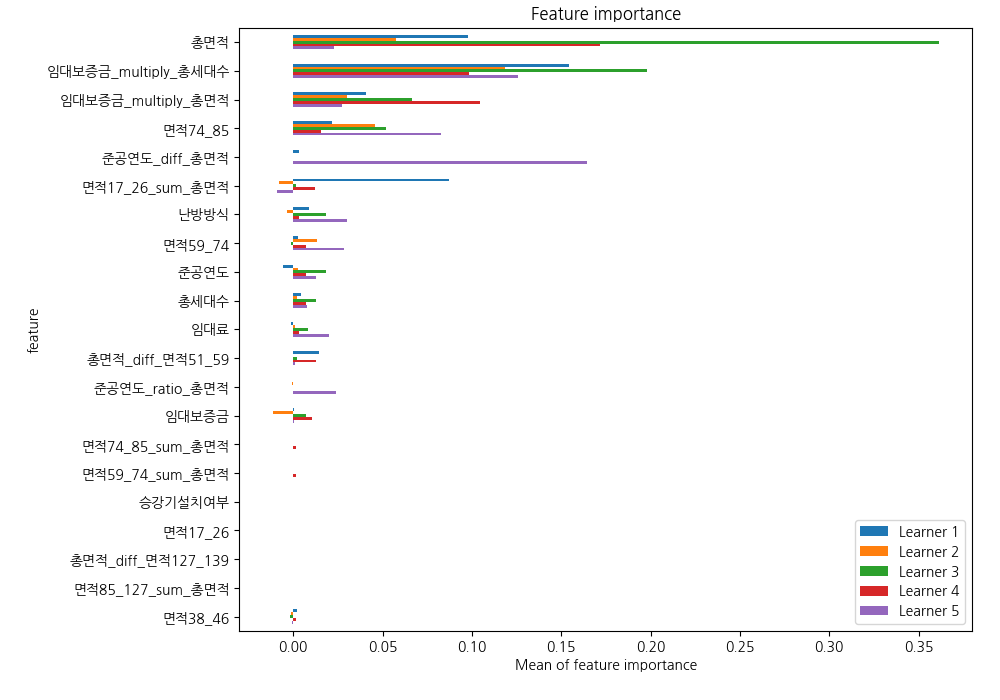 Feature importance
총면적
임대보증금_multiply_총세대수
임대보증금_multiply_총면적
면적74_85
준공연도_diff_총면적
면적17_26_sum_총면적
난방방식
면적59_74
준공연도
총세대수
임대료
총면적_diff_면적51_59
준공연도_ratio_총면적
임대보증금
면적74_85_sum_총면적
면적59_74_sum_총면적
승강기설치여부
면적17_26
총면적_diff_면적127_139
면적85_127_sum_총면적
면적38_46
feature
Learner 1
Learner 2
Learner 3
Learner 4
Learner 5
0.00 0.05 0.10 0.15 0.20 0.25 0.30 0.35
Mean of feature importance